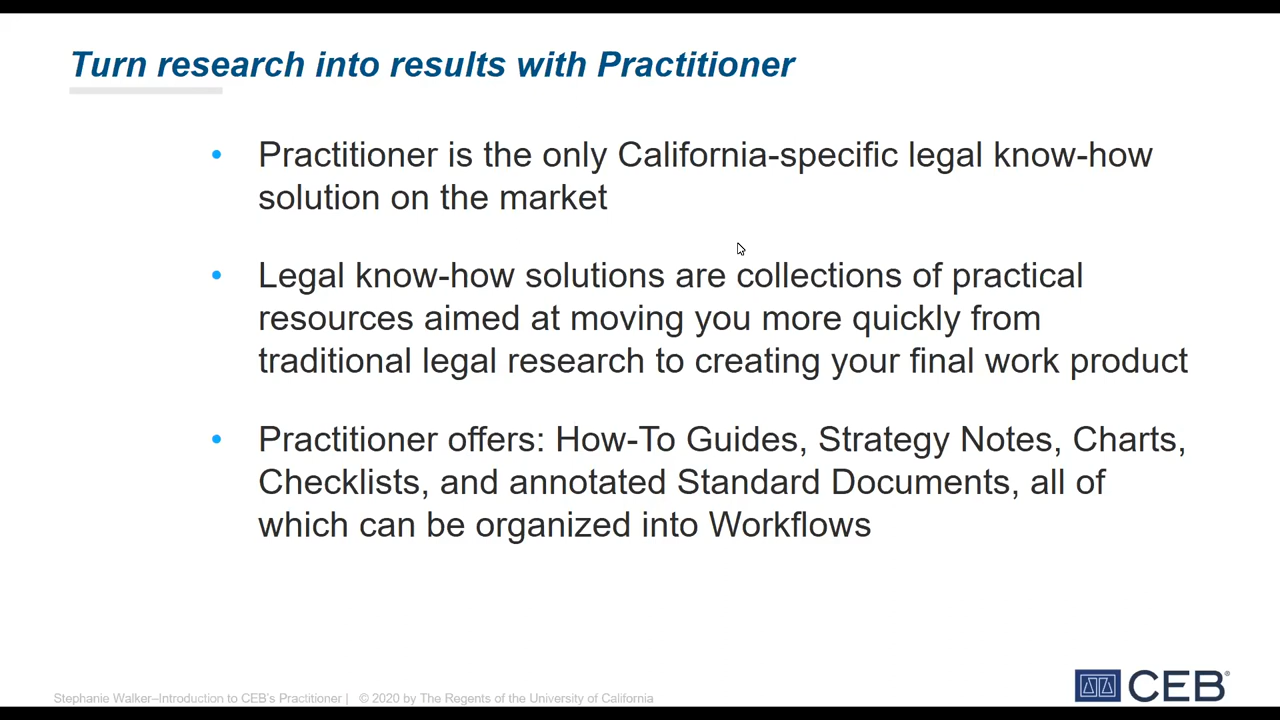 Turn research into results with Practitioner
• Practitioner is the only California-specific legal know-how
solution on the market
• Legal know-how solutions are collections of practical
resources aimed at moving you more quickly from
traditional legal research to creating your final work product
• Practitioner offers: How-To Guides, Strategy Notes, Charts,
Checklists, and annotated Standard Documents, all of
which can be organized into Workflows
Stephanie Walker–Introduction to CEB's Practitioner | © 2020 by The Regents of the University of California
CEB®